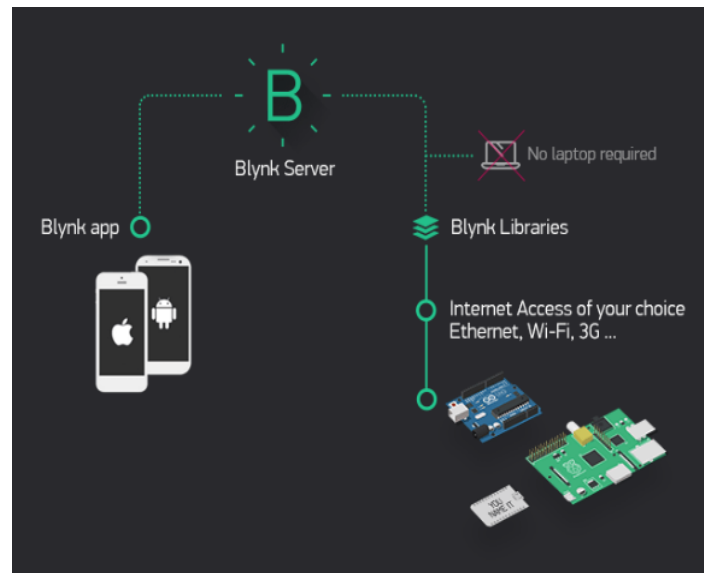 B
Blynk Server
No laptop required
Blynk app
Blynk Libraries
Internet Access of your choice
Ethernet, Wi-Fi, 3G ...
YOU
NAME IT